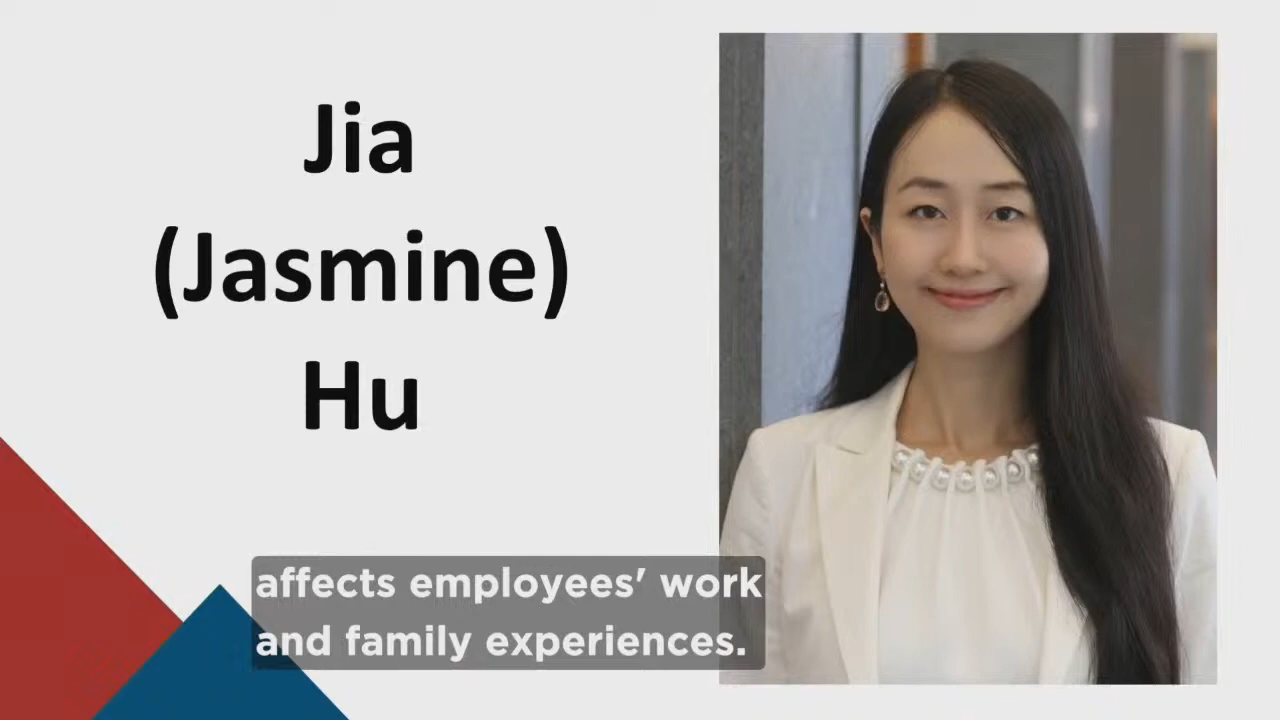 Jia
(Jasmine)
Hu
affects employees' work
and family experiences.